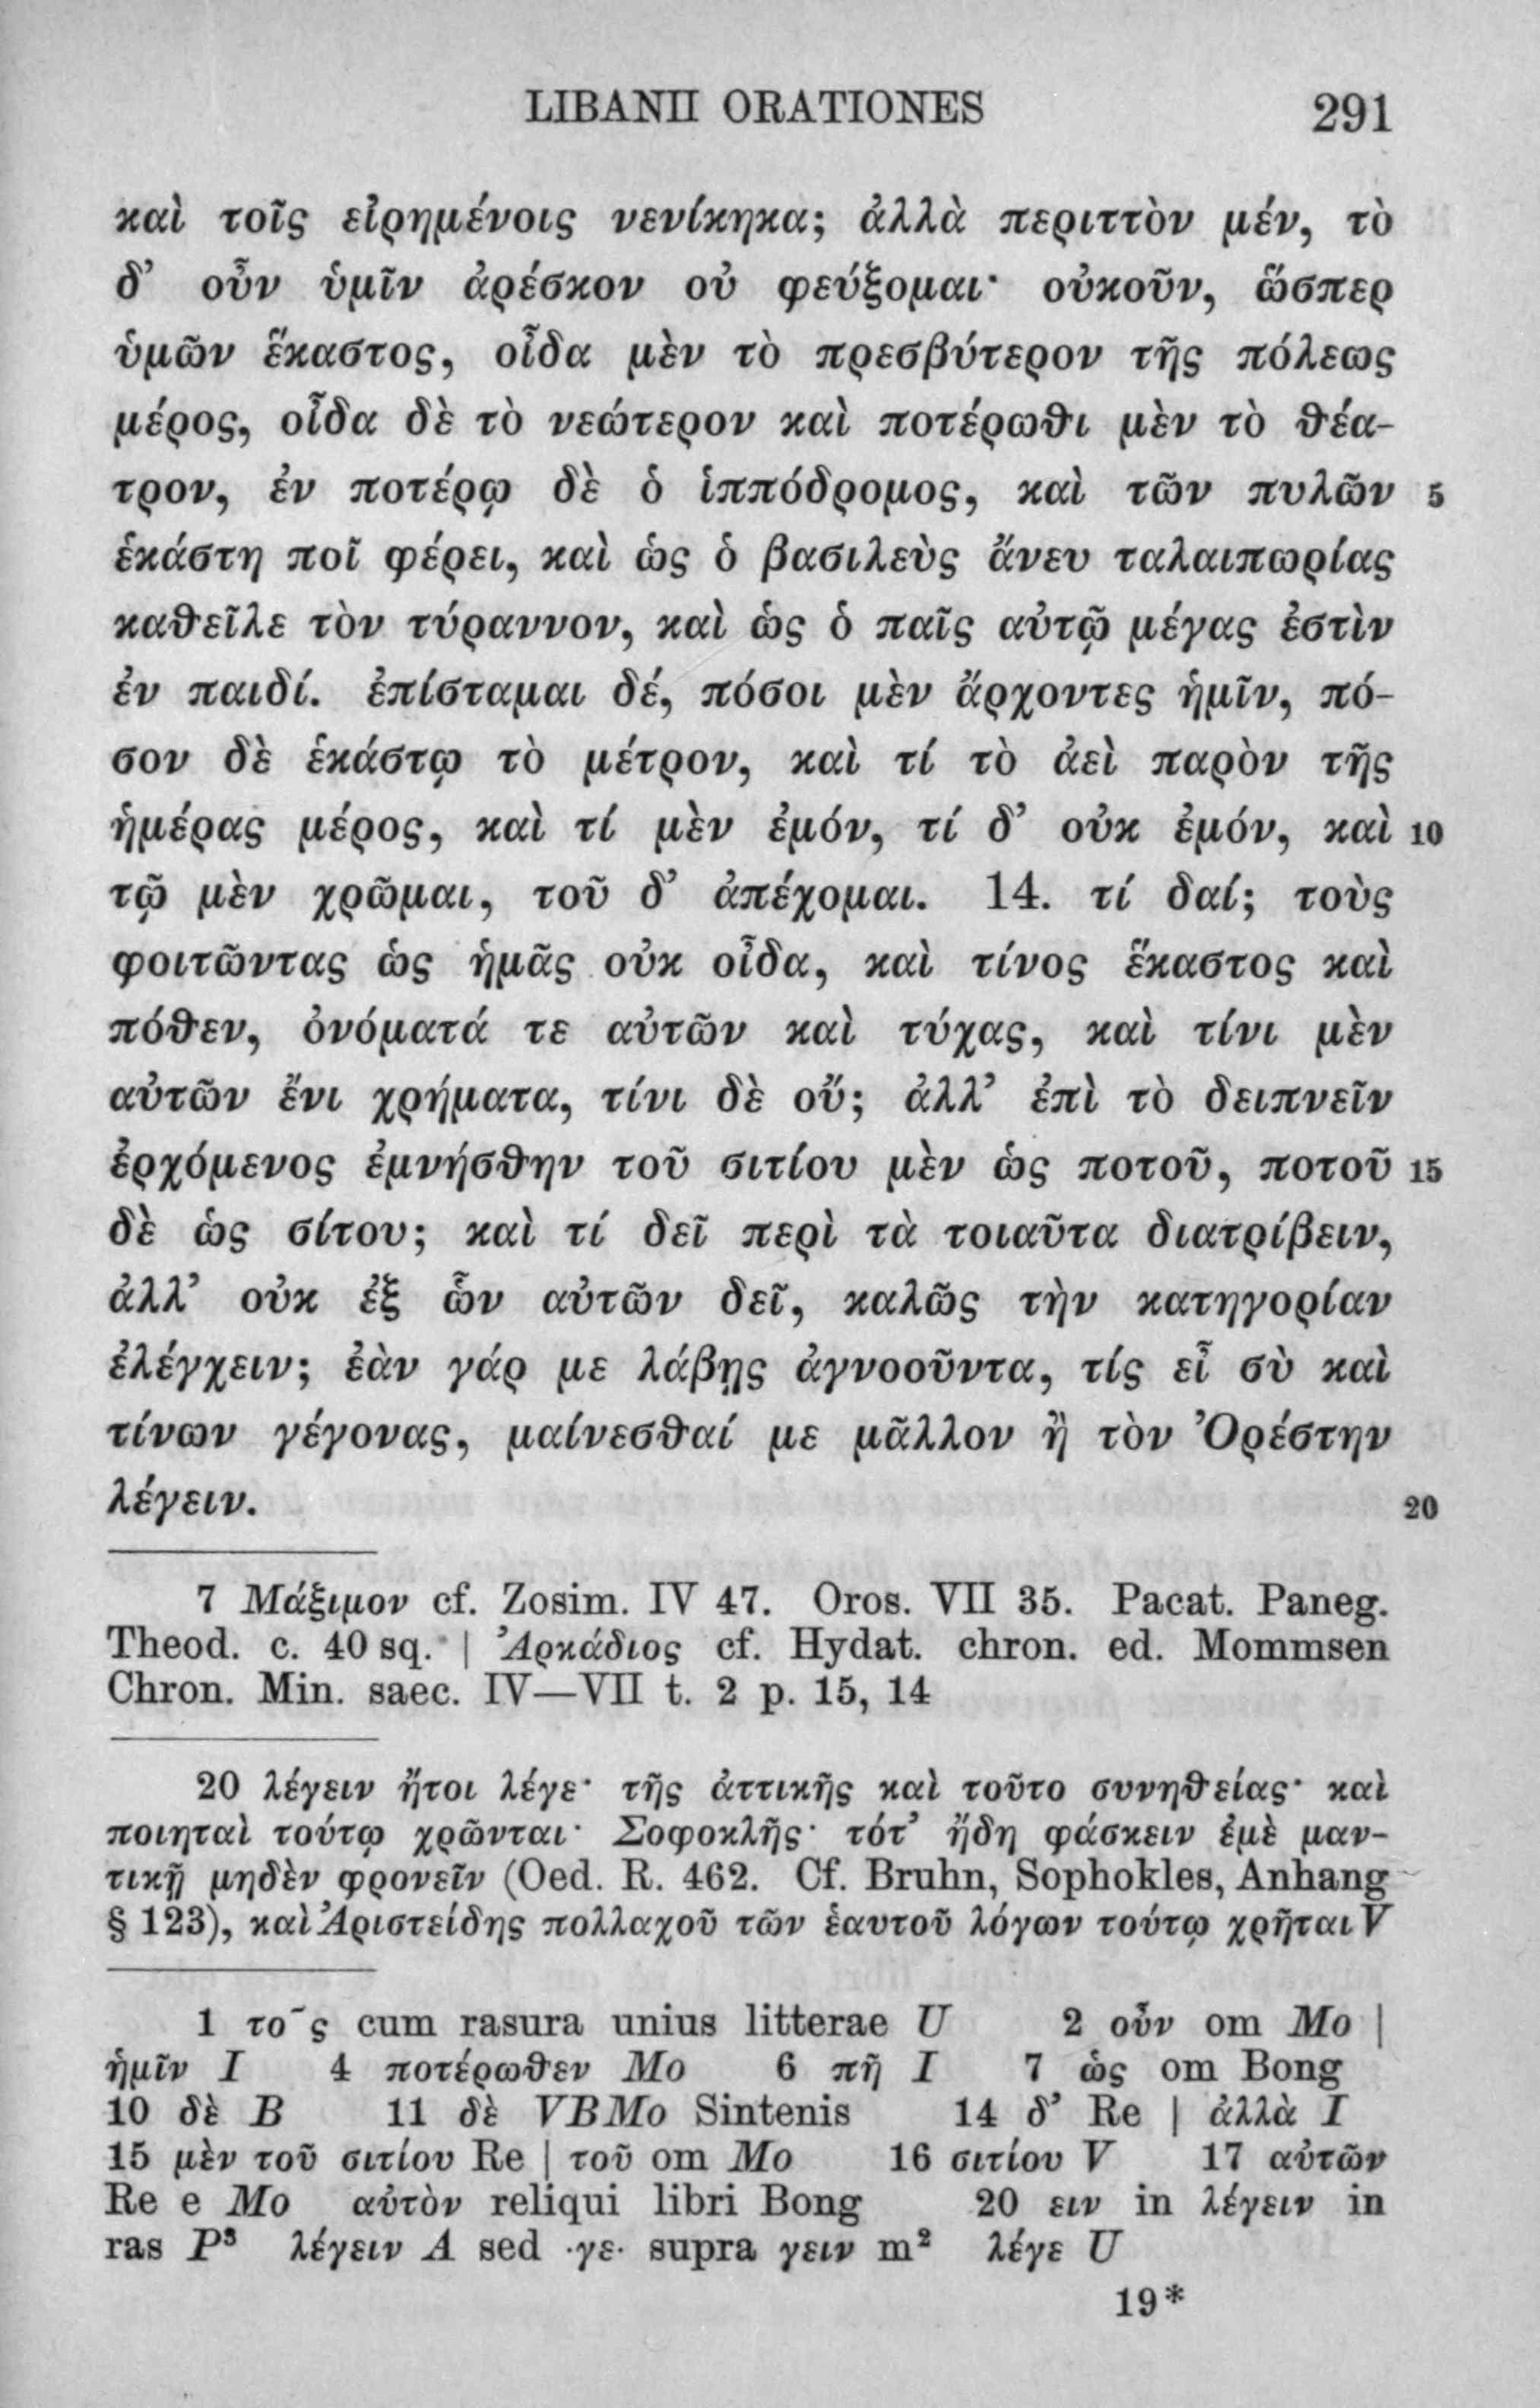 LIBANII ORATIONES 291
καὶ τοῖς εἰρημένοις νενίκηκα; ἀλλὰ περιττὸν μέν, τὸ
δ’ οὖν ὑμῖν ἀρέσκον οὐ φεύξομαι· οὐκοῦν, ὥσπερ
ὑμῶν ἕκαστος, οἶδα μὲν τὸ πρεσβύτερον τῆς πόλεως
μέρος, οἶδα δὲ τὸ νεώτερον καὶ ποτέρωθι μὲν τὸ θέα-
τρον, ἐν ποτέρῳ δὲ ὁ ἱππόδρομος, καὶ τῶν πυλῶν 5
ἑκάστη ποῖ φέρει, καὶ ὡς ὁ βασιλεὺς ἄνευ ταλαιπωρίας
καθεῖλε τὸν τύραννον, καὶ ὡς ὁ παῖς αὐτῷ μέγας ἐστὶν
ἐν παιδί. ἐπίσταμαι δέ, πόσοι μὲν ἄρχοντες ἡμῖν, πό-
σον δὲ ἑκάστῳ τὸ μέτρον, καὶ τί τὸ ἀεὶ παρὸν τῆς
ἡμέρας μέρος, καὶ τί μὲν ἐμόν, τί δ’ οὐκ ἐμόν, καὶ 10
τῷ μὲν χρῶμαι, τοῦ δ’ ἀπέχομαι. 14. τί δαί; τοὺς
φοιτῶντας ὡς ἡμᾶς οὐκ οἶδα, καὶ τίνος ἕκαστος καὶ
πόθεν, ὀνόματά τε αὐτῶν καὶ τύχας, καὶ τίνι μὲν
αὐτῶν ἔνι χρήματα, τίνι δὲ οὔ; ἀλλ’ ἐπὶ τὸ δειπνεῖν
ἐρχόμενος ἐμνήσθην τοῦ σιτίου μὲν ὡς ποτοῦ, ποτοῦ 15
δὲ ὡς σίτου; καὶ τί δεῖ περὶ τὰ τοιαῦτα διατρίβειν,
ἀλλ’ οὐκ ἐξ ὧν αὐτῶν δεῖ, καλῶς τὴν κατηγορίαν
ἐλέγχειν; ἐὰν γάρ με λάβῃς ἀγνοοῦντα, τίς εἶ σὺ καὶ
τίνων γέγονας, μαίνεσθαί με μᾶλλον ἢ τὸν Ὀρέστην
λέγειν. 20
7 Μάξιμον cf. Zosim. IV 47. Oros. VII 35. Pacat. Paneg.
Theod. c. 40 sq. | Ἀρκάδιος cf. Hydat. chron. ed. Mommsen
Chron. Min. saec. IV—VII t. 2 p. 15, 14
20 λέγειν ἤτοι λέγε· τῆς ἀττικῆς καὶ τοῦτο συνηθείας· καὶ
ποιηταὶ τούτῳ χρῶνται· Σοφοκλῆς· τότ’ ἤδη φάσκειν ἐμὲ μαν-
τικῇ μηδὲν φρονεῖν (Oed. R. 462. Cf. Bruhn, Sophokles, Anhang
§ 123), καὶ Ἀριστείδης πολλαχοῦ τῶν ἑαυτοῦ λόγων τούτῳ χρῆται V
1 το῀ς cum rasura unius litterae U 2 οὖν om Mo |
ἡμῖν I 4 ποτέρωθεν Mo 6 πῆ I 7 ὡς om Bong
10 δὲ B 11 δὲ VBMo Sintenis 14 δ’ Re | ἀλλὰ I
15 μὲν τοῦ σιτίου Re | τοῦ om Mo 16 σιτίου V 17 αὐτῶν
Re e Mo αὐτὸν reliqui libri Bong 20 ειν in λέγειν in
ras P³ λέγειν A sed ·γε· supra γειν m² λέγε U
19*